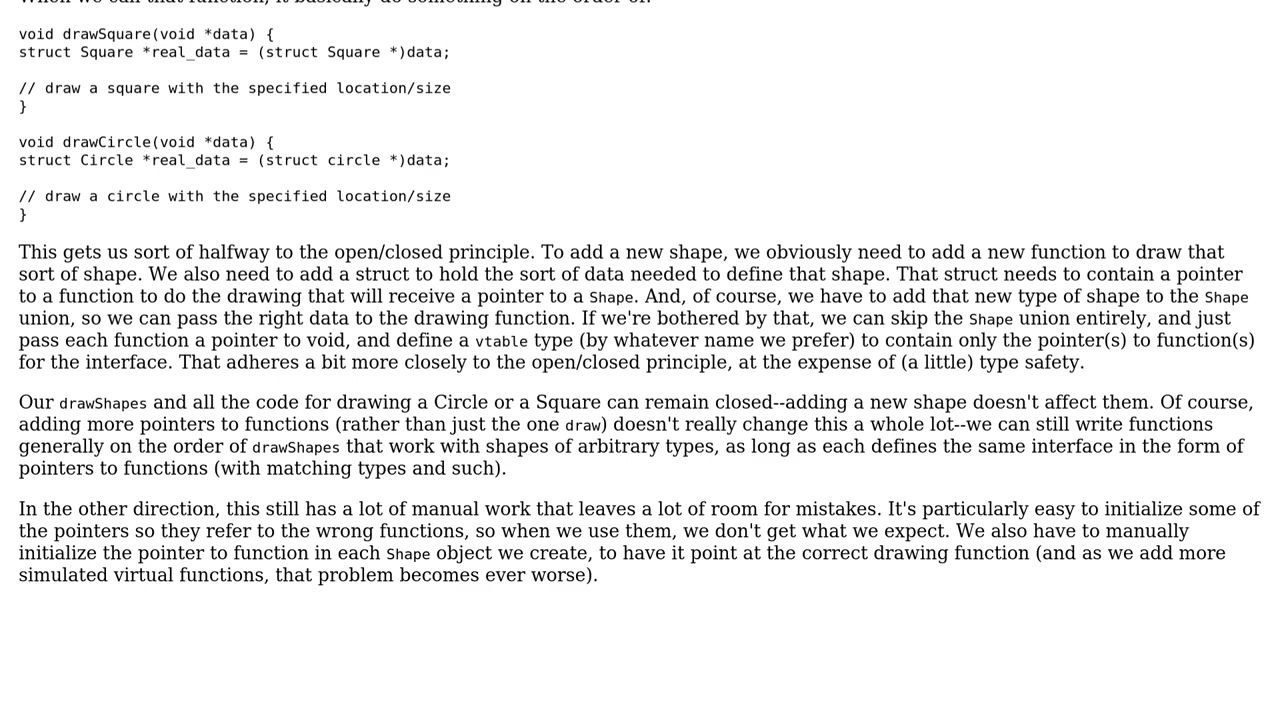 void drawSquare(void *data) {
struct Square *real_data = (struct Square *)data;
// draw a square with the specified location/size
}
void drawCircle(void *data) {
struct Circle *real_data = (struct circle *)data;
// draw a circle with the specified location/size
}
This gets us sort of halfway to the open/closed principle. To add a new shape, we obviously need to add a new function to draw that
sort of shape. We also need to add a struct to hold the sort of data needed to define that shape. That struct needs to contain a pointer
to a function to do the drawing that will receive a pointer to a Shape. And, of course, we have to add that new type of shape to the Shape
union, so we can pass the right data to the drawing function. If we're bothered by that, we can skip the Shape union entirely, and just
pass each function a pointer to void, and define a vtable type (by whatever name we prefer) to contain only the pointer(s) to function(s)
for the interface. That adheres a bit more closely to the open/closed principle, at the expense of (a little) type safety.
Our drawShapes and all the code for drawing a Circle or a Square can remain closed--adding a new shape doesn't affect them. Of course,
adding more pointers to functions (rather than just the one draw) doesn't really change this a whole lot--we can still write functions
generally on the order of drawShapes that work with shapes of arbitrary types, as long as each defines the same interface in the form of
pointers to functions (with matching types and such).
In the other direction, this still has a lot of manual work that leaves a lot of room for mistakes. It's particularly easy to initialize some of
the pointers so they refer to the wrong functions, so when we use them, we don't get what we expect. We also have to manually
initialize the pointer to function in each Shape object we create, to have it point at the correct drawing function (and as we add more
simulated virtual functions, that problem becomes ever worse).